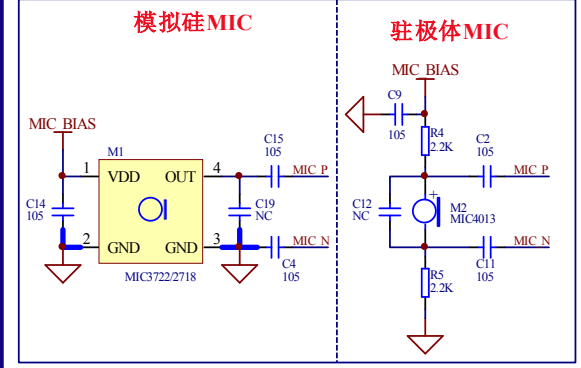 模拟硅MIC
MIC_BIAS
M1
1
VDD
OUT
4
2
GND
GND
3
MIC3722/2718
C14
105
C15
105
MIC_P
C19
NC
MIC_N
C4
105
驻极体MIC
MIC_BIAS
C9
105
R4
2.2K
C2
105
MIC_P
C12
NC
+
M2
MIC4013
MIC_N
C11
105
R5
2.2K